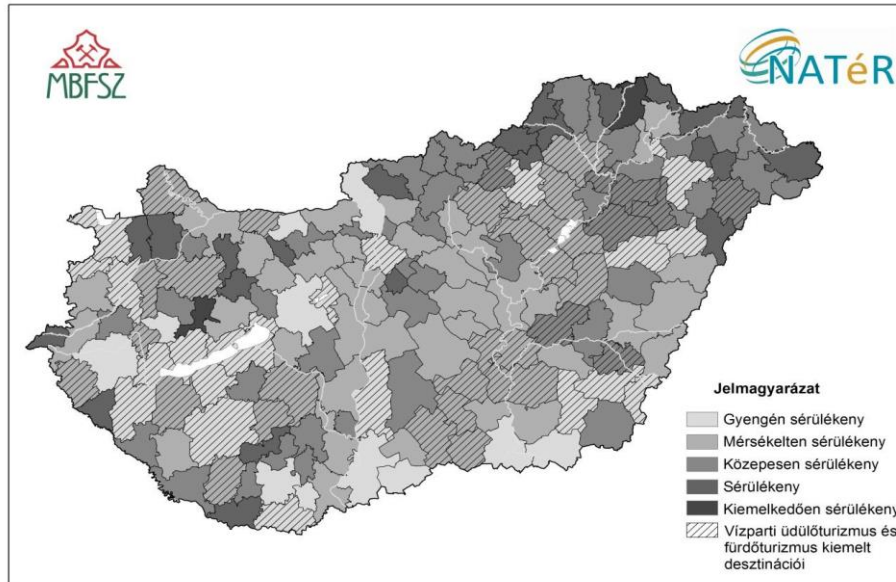 MBFSZ
NATéR
Jelmagyarázat
Gyengén sérülékeny
Mérsékelten sérülékeny
Közepesen sérülékeny
Sérülékeny
Kiemelkedően sérülékeny
Vízparti üdülőturizmus és
fürdőturizmus kiemelt
desztinációi